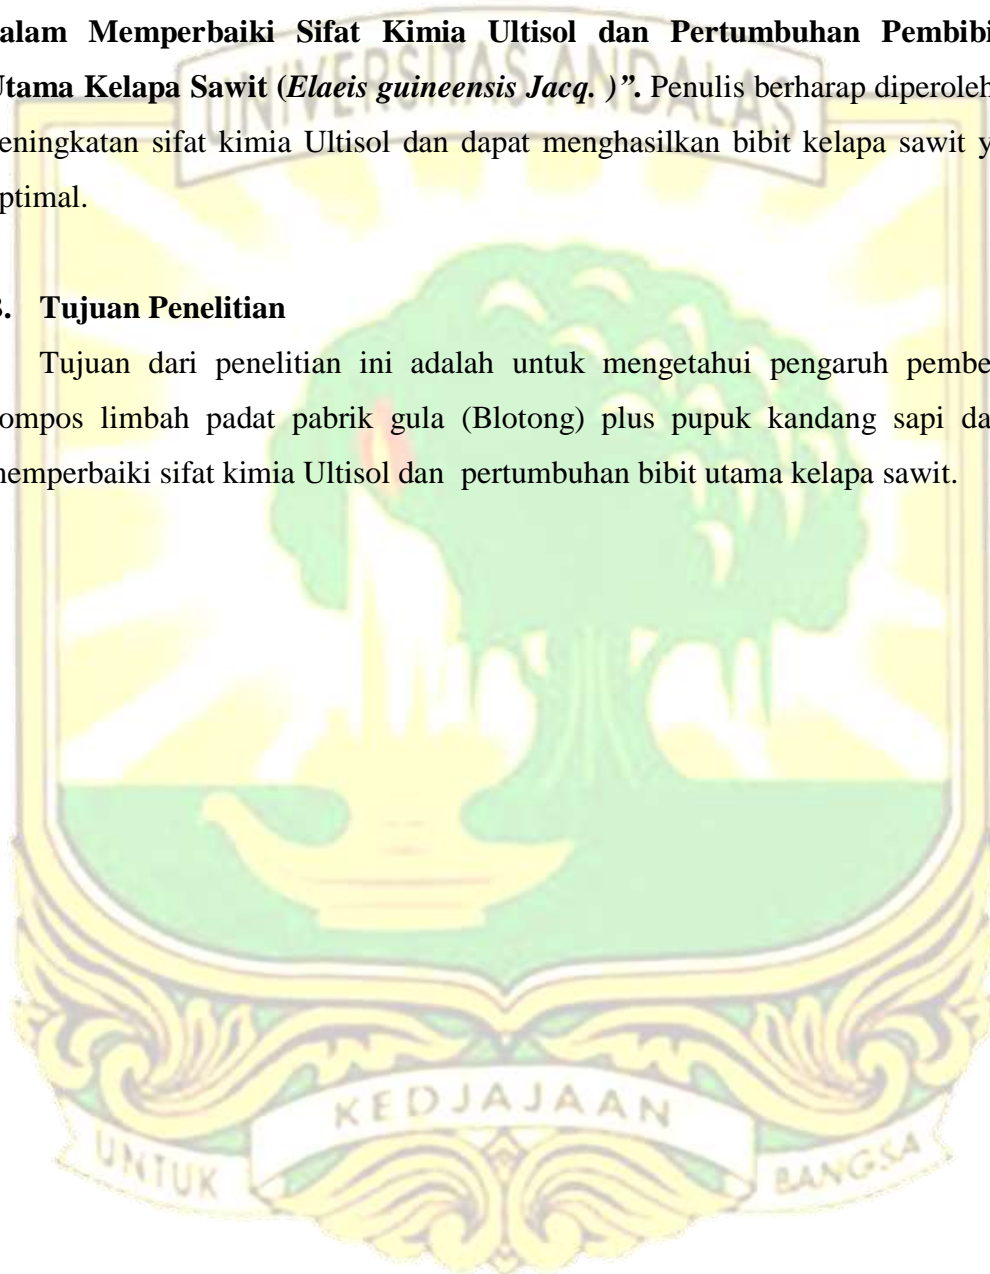 alam Memperbaiki Sifat Kimia Ultisol dan Pertumbuhan Pembibi
Utama Kelapa Sawit (Elaeis guineensis Jacq. )”. Penulis berharap diperoleh
eningkatan sifat kimia Ultisol dan dapat menghasilkan bibit kelapa sawit y
ptimal.
B. Tujuan Penelitian
Tujuan dari penelitian ini adalah untuk mengetahui pengaruh pembe
ompos limbah padat pabrik gula (Blotong) plus pupuk kandang sapi da
memperbaiki sifat kimia Ultisol dan pertumbuhan bibit utama kelapa sawit.
UNIVERSITAS ANDALAS
UNTUK KEDJAJAAN BANGSA